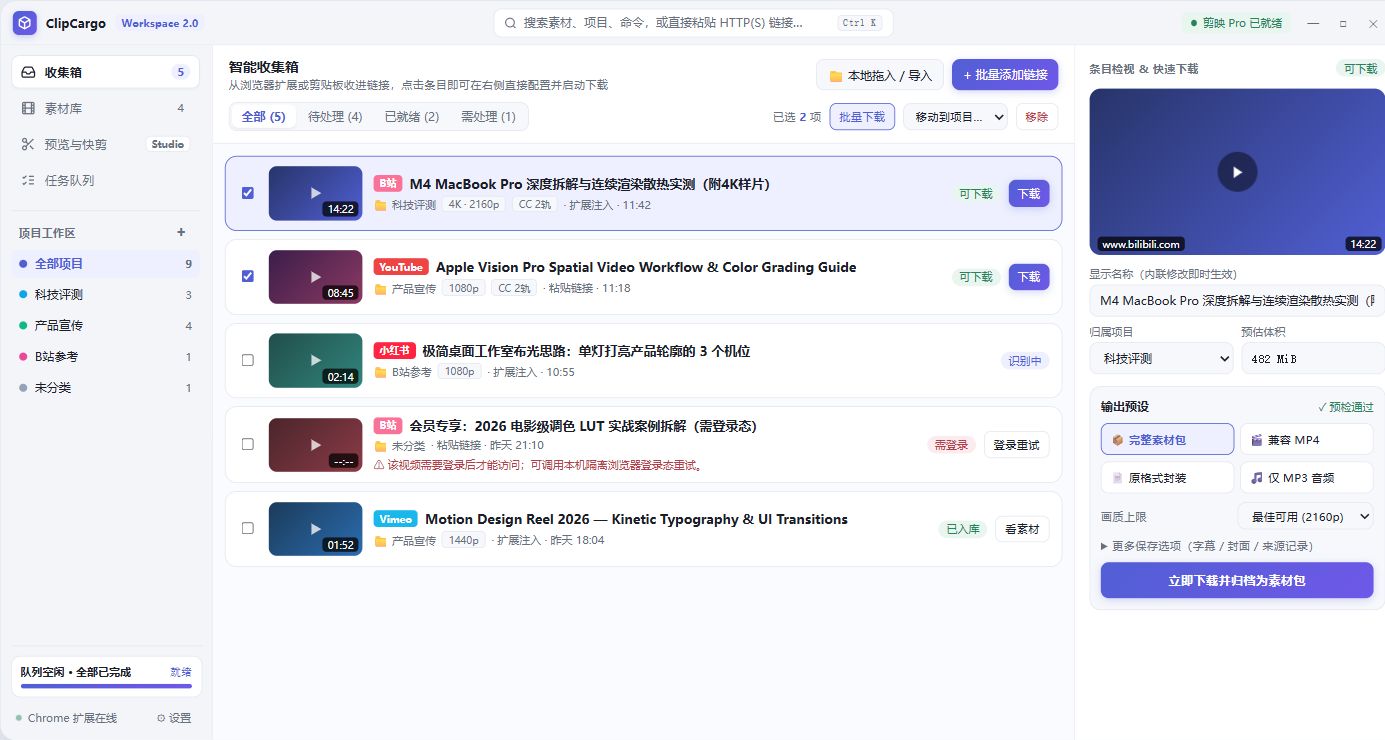 ClipCargo Workspace 2.0
搜索素材、项目、命令，或直接粘贴 HTTP(S) 链接... Ctrl K
剪映 Pro 已就绪
收集箱 5
素材库 4
预览与快剪 Studio
任务队列
项目工作区 +
全部项目 9
科技评测 3
产品宣传 4
B站参考 1
未分类 1
队列空闲 • 全部已完成 就绪
Chrome 扩展在线 设置
智能收集箱
从浏览器扩展或剪贴板收进链接，点击条目即可在右侧直接配置并启动下载
本地拖入 / 导入
+ 批量添加链接
全部 (5) 待处理 (4) 已就绪 (2) 需处理 (1)
已选 2 项 批量下载 移动到项目... 移除
14:22
B站 M4 MacBook Pro 深度拆解与连续渲染散热实测（附4K样片）
科技评测 4K · 2160p CC 2轨 · 扩展注入 · 11:42
可下载 下载
08:45
YouTube Apple Vision Pro Spatial Video Workflow & Color Grading Guide
产品宣传 1080p CC 2轨 · 粘贴链接 · 11:18
可下载 下载
02:14
小红书 极简桌面工作室布光思路：单灯打亮产品轮廓的 3 个机位
B站参考 1080p · 扩展注入 · 10:55
识别中
--:--
B站 会员专享：2026 电影级调色 LUT 实战案例拆解（需登录态）
未分类 · 粘贴链接 · 昨天 21:10
⚠ 该视频需要登录后才能访问；可调用本机隔离浏览器登录态重试。
需登录 登录重试
01:52
Vimeo Motion Design Reel 2026 — Kinetic Typography & UI Transitions
产品宣传 1440p · 扩展注入 · 昨天 18:04
已入库 看素材
条目检视 & 快速下载 可下载
www.bilibili.com 14:22
显示名称（内联修改即时生效）
M4 MacBook Pro 深度拆解与连续渲染散热实测（
归属项目 预估体积
科技评测 482 MiB
输出预设 ✓ 预检通过
完整素材包 兼容 MP4
原格式封装 仅 MP3 音频
画质上限 最佳可用 (2160p)
▶ 更多保存选项（字幕 / 封面 / 来源记录）
立即下载并归档为素材包